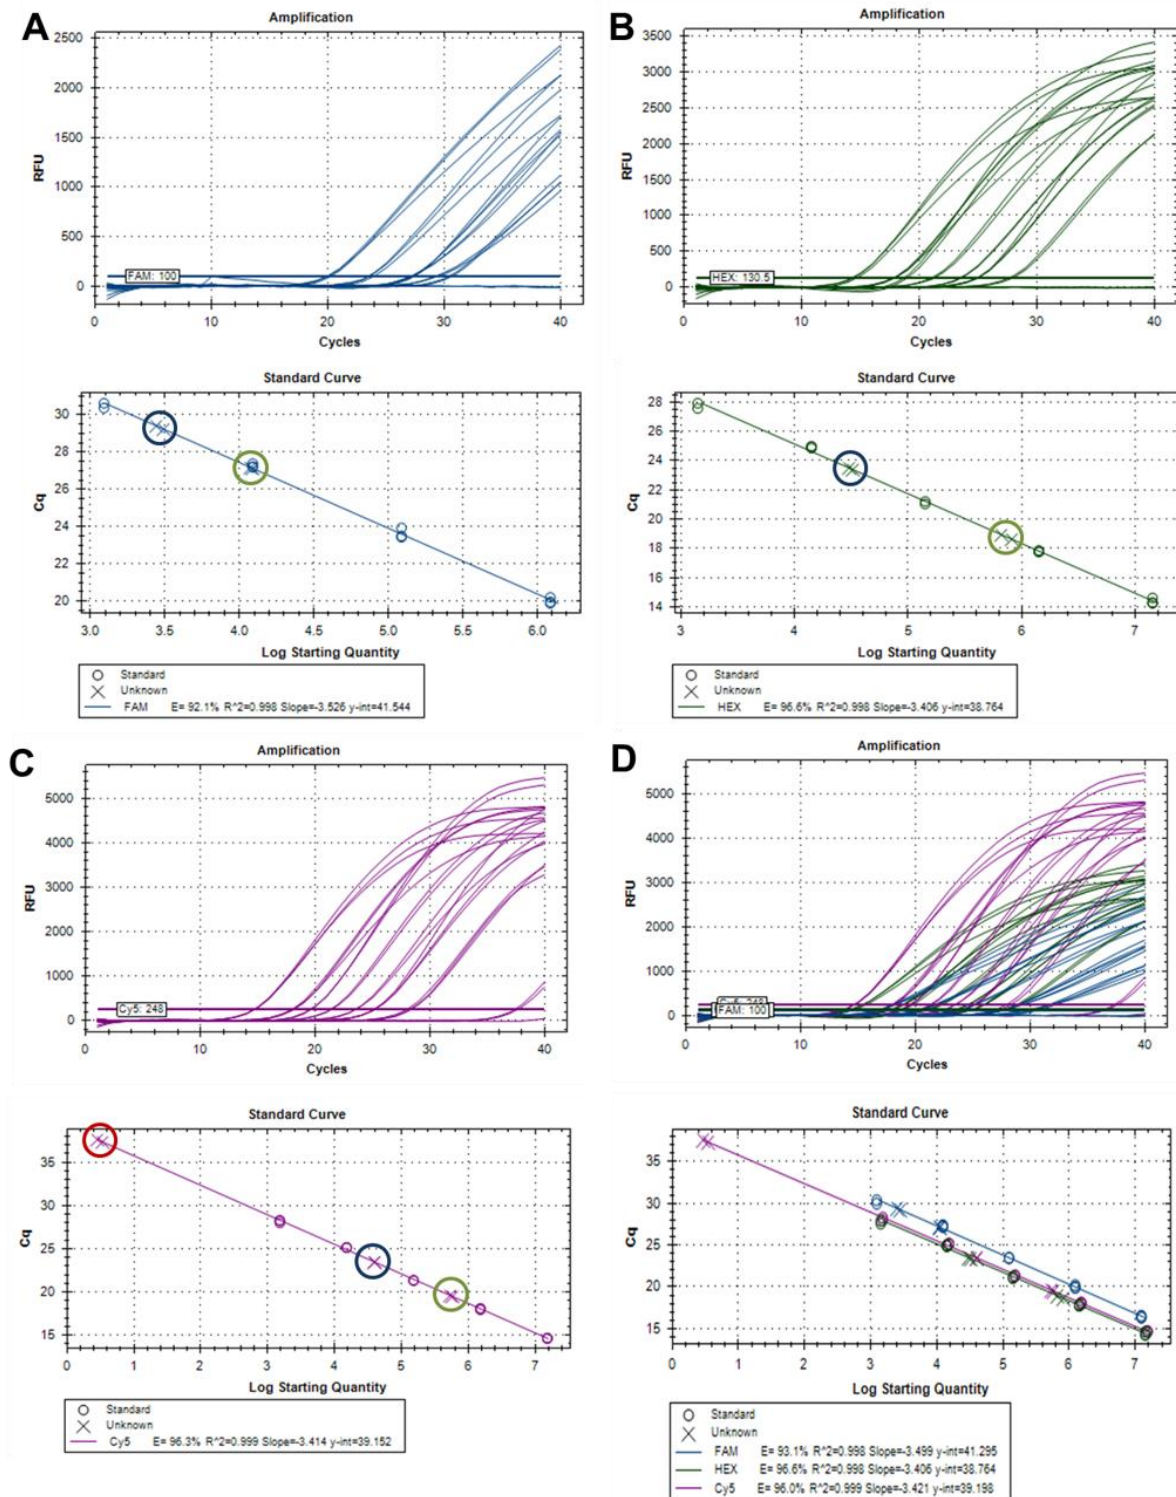 A
Amplification
2500
2000
1500
1000
500
0
RFU
FAM: 100
0 10 20 30 40
Cycles
Standard Curve
30
28
26
24
22
20
Cq
3.0 3.5 4.0 4.5 5.0 5.5 6.0
Log Starting Quantity
Standard
Unknown
FAM E= 92.1% R^2=0.998 Slope=-3.526 y-int=41.544
B
Amplification
3500
3000
2500
2000
1500
1000
500
0
RFU
HEX: 130.5
0 10 20 30 40
Cycles
Standard Curve
28
26
24
22
20
18
16
14
Cq
3 4 5 6 7
Log Starting Quantity
Standard
Unknown
HEX E= 96.6% R^2=0.998 Slope=-3.406 y-int=38.764
C
Amplification
5000
4000
3000
2000
1000
0
RFU
Cy5: 248
0 10 20 30 40
Cycles
Standard Curve
35
30
25
20
15
Cq
0 1 2 3 4 5 6 7
Log Starting Quantity
Standard
Unknown
Cy5 E= 96.3% R^2=0.999 Slope=-3.414 y-int=39.152
D
Amplification
5000
4000
3000
2000
1000
0
RFU
FAM: 100
0 10 20 30 40
Cycles
Standard Curve
35
30
25
20
15
Cq
0 1 2 3 4 5 6 7
Log Starting Quantity
Standard
Unknown
FAM E= 93.1% R^2=0.998 Slope=-3.499 y-int=41.295
HEX E= 96.6% R^2=0.998 Slope=-3.406 y-int=38.764
Cy5 E= 96.0% R^2=0.999 Slope=-3.421 y-int=39.198